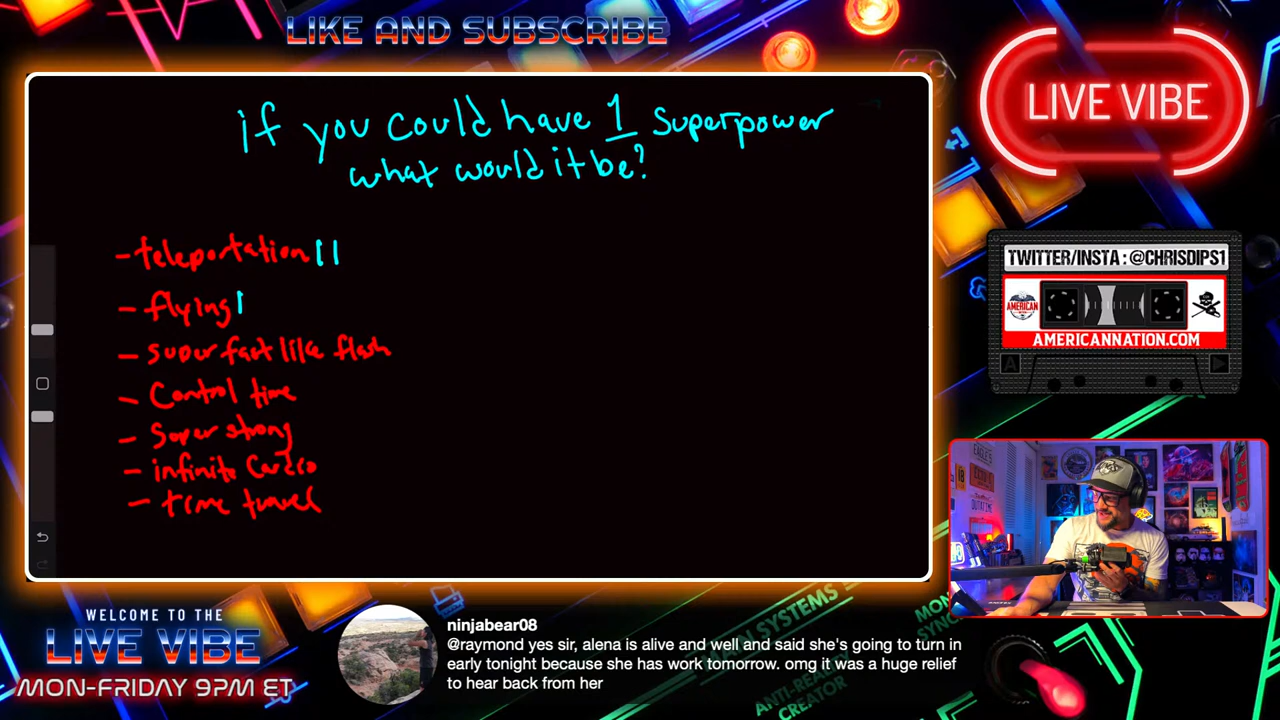 LIKE AND SUBSCRIBE
LIVE VIBE
if you could have 1 Superpower
what would it be?
- teleportation ||
- flying |
- super fast like flash
- Control time
- Super strong
- infinite Cardio
- time travel
TWITTER/INSTA : @CHRISDIPS1
AMERICAN
AMERICANNATION.COM
A
WELCOME TO THE
LIVE VIBE
MON-FRIDAY 9PM ET
ninjabear08
@raymond yes sir, alena is alive and well and said she's going to turn in
early tonight because she has work tomorrow. omg it was a huge relief
to hear back from her
SYSTEMS
CREATOR